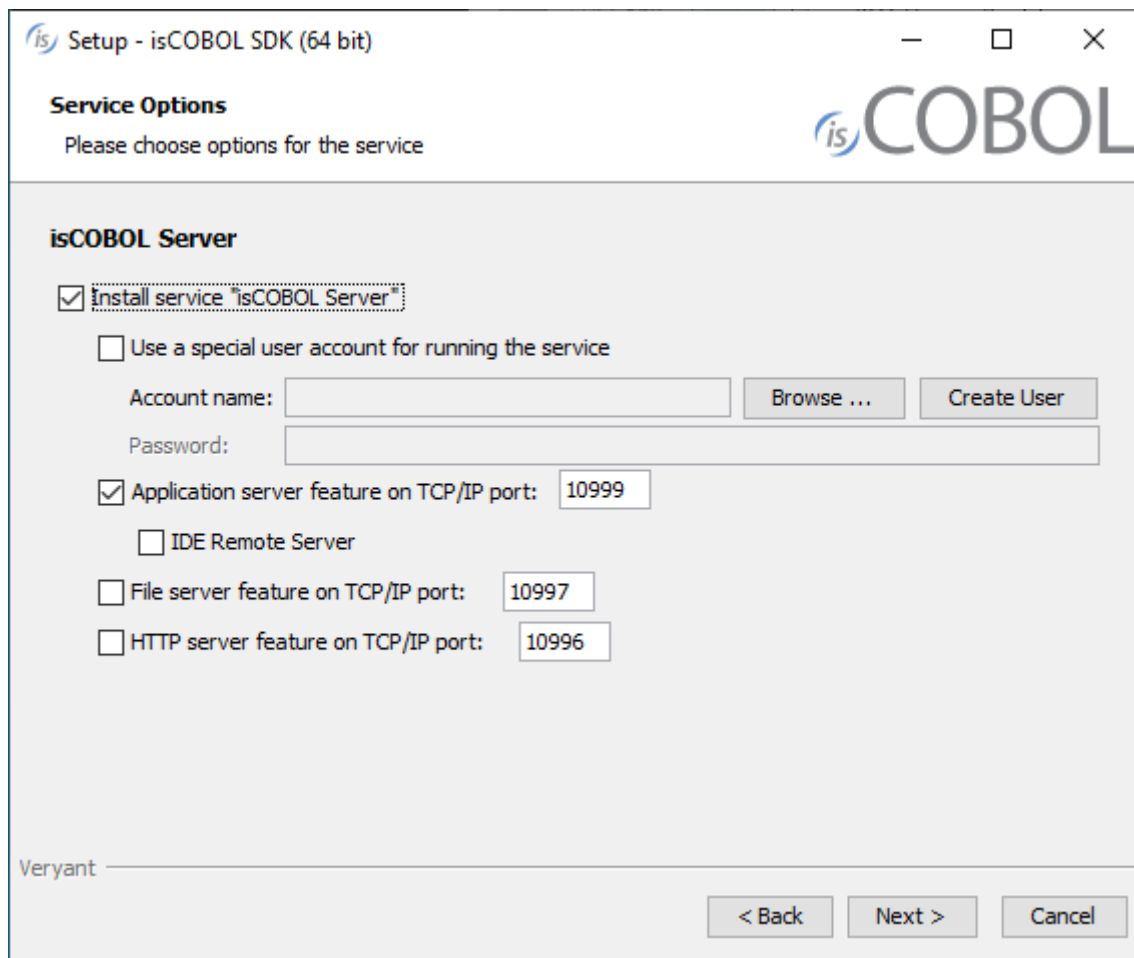 is Setup - isCOBOL SDK (64 bit)
Service Options
Please choose options for the service
isCOBOL
isCOBOL Server
Install service "isCOBOL Server"
Use a special user account for running the service
Account name: Browse ... Create User
Password:
Application server feature on TCP/IP port: 10999
IDE Remote Server
File server feature on TCP/IP port: 10997
HTTP server feature on TCP/IP port: 10996
Veryant
< Back Next > Cancel